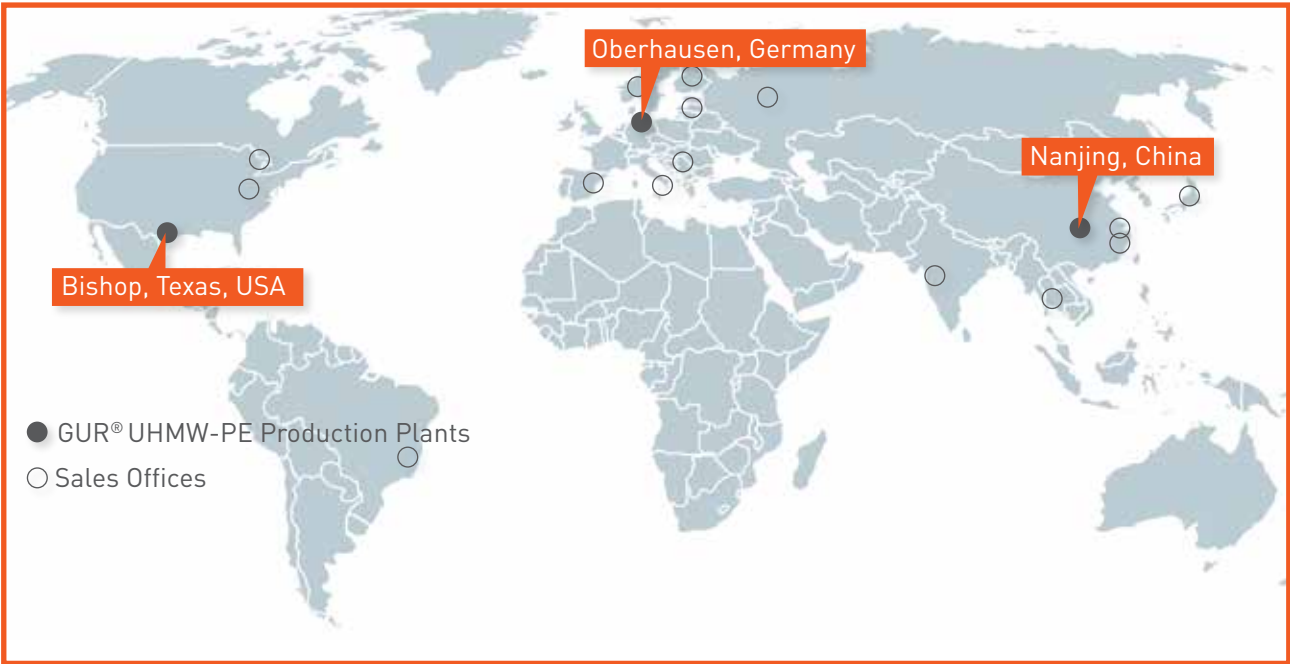 Oberhausen, Germany
Nanjing, China
Bishop, Texas, USA
GUR® UHMW-PE Production Plants
Sales Offices